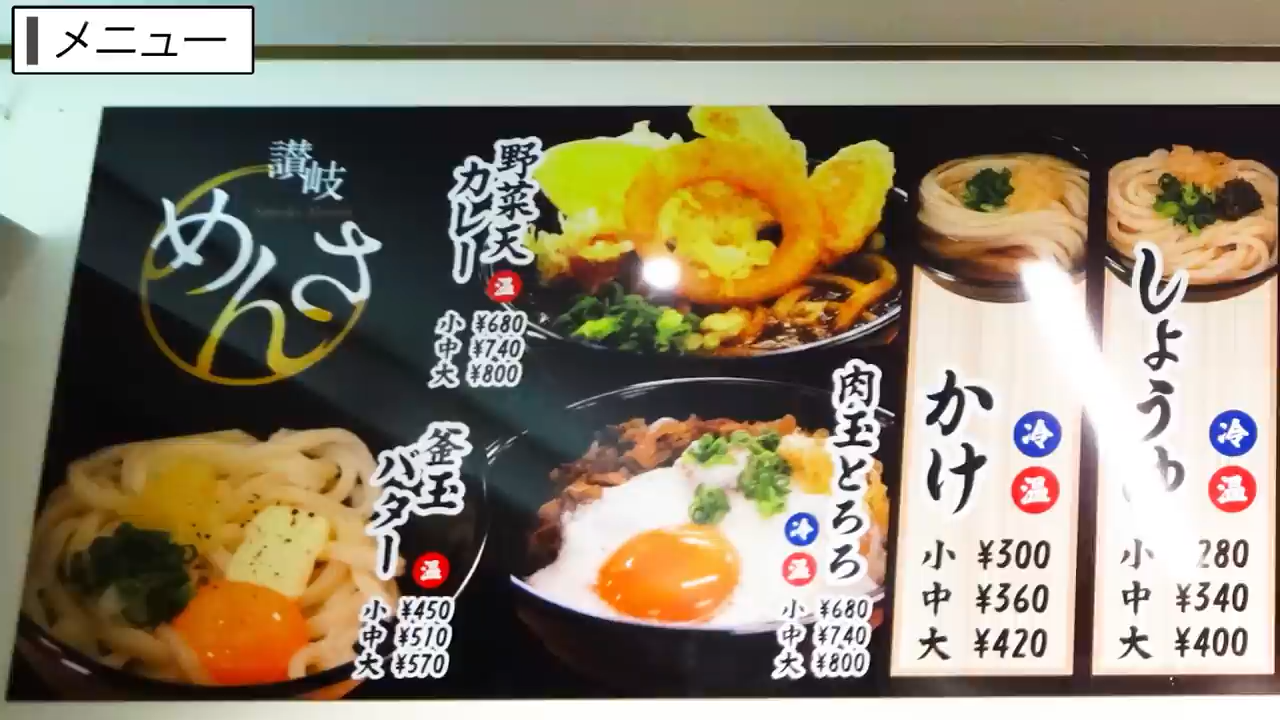 メニュー
讃岐
めんさ
野菜天
カレー
温
小 ¥680
中 ¥740
大 ¥800
釜玉
バター
温
小 ¥450
中 ¥510
大 ¥570
肉玉とろろ
冷
温
小 ¥680
中 ¥740
大 ¥800
かけ
冷
温
小 ¥300
中 ¥360
大 ¥420
しょうゆ
冷
温
小 280
中 ¥340
大 ¥400